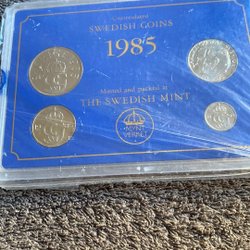 Uncirculated
SWEDISH COINS
1985
Minted and packed at
THE SWEDISH MINT